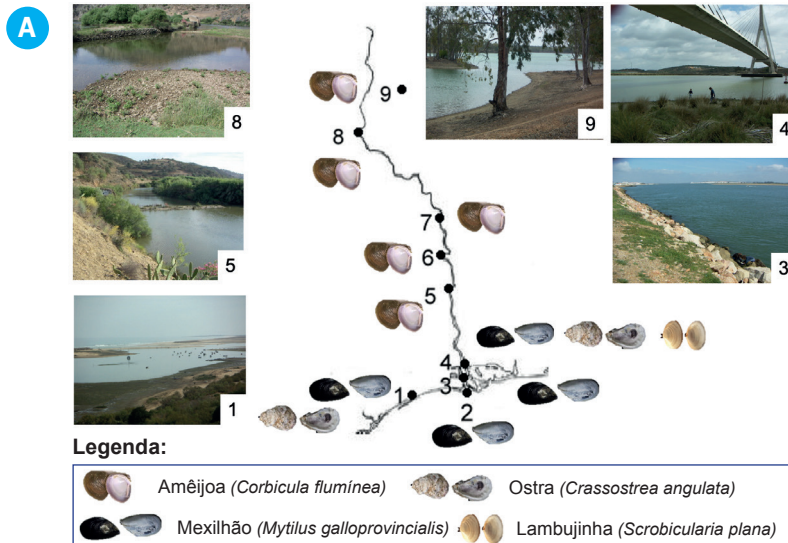 A
8
5
1
9
4
3
9
8
7
6
5
4
3
1
2
Legenda:
Amêijoa (Corbicula flumínea)
Ostra (Crassostrea angulata)
Mexilhão (Mytilus galloprovincialis)
Lambujinha (Scrobicularia plana)